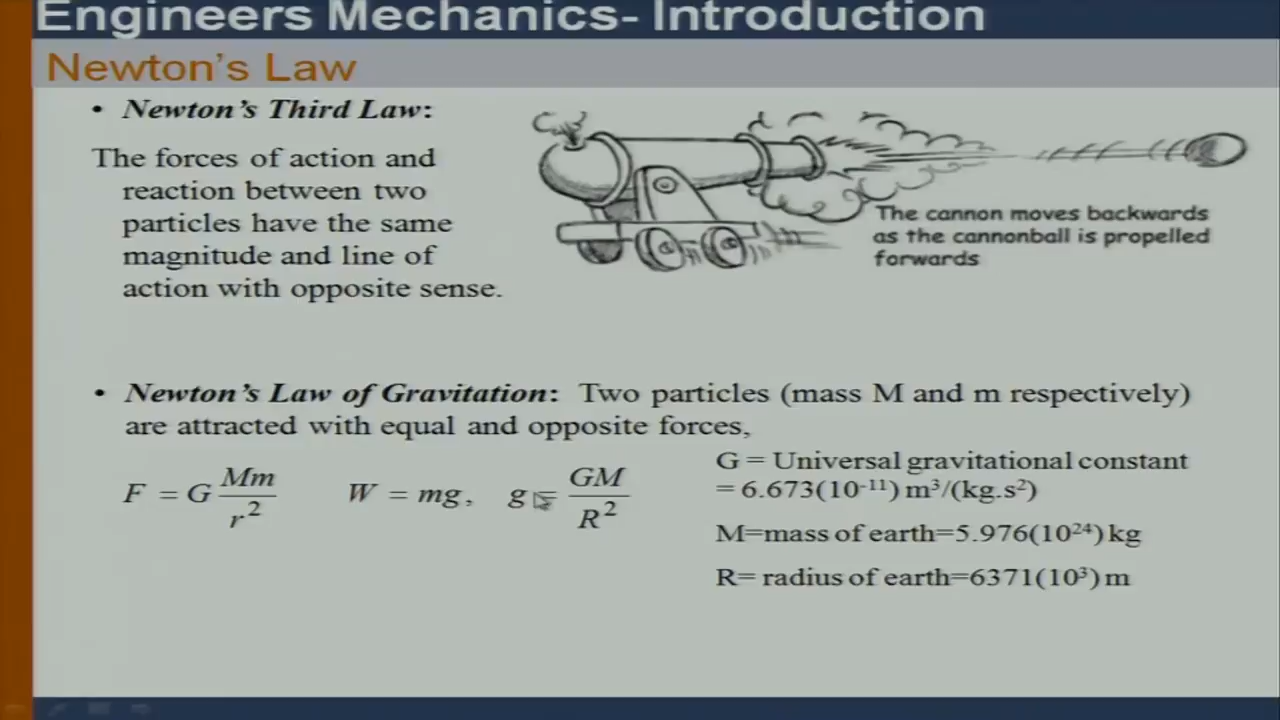 Engineers Mechanics- Introduction
Newton's Law
• Newton's Third Law:
The forces of action and
reaction between two
particles have the same
magnitude and line of
action with opposite sense.
The cannon moves backwards
as the cannonball is propelled
forwards
• Newton's Law of Gravitation: Two particles (mass M and m respectively)
are attracted with equal and opposite forces,
F = G Mm/r² W = mg, g = GM/R²
G = Universal gravitational constant
= 6.673(10⁻¹¹) m³/(kg.s²)
M=mass of earth=5.976(10²⁴) kg
R= radius of earth=6371(10³) m